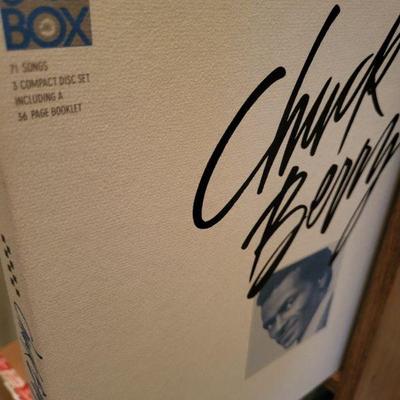 BOX
71 SONGS
3 COMPACT DISC SET
INCLUDING A
36 PAGE BOOKLET
Chuck
Berry